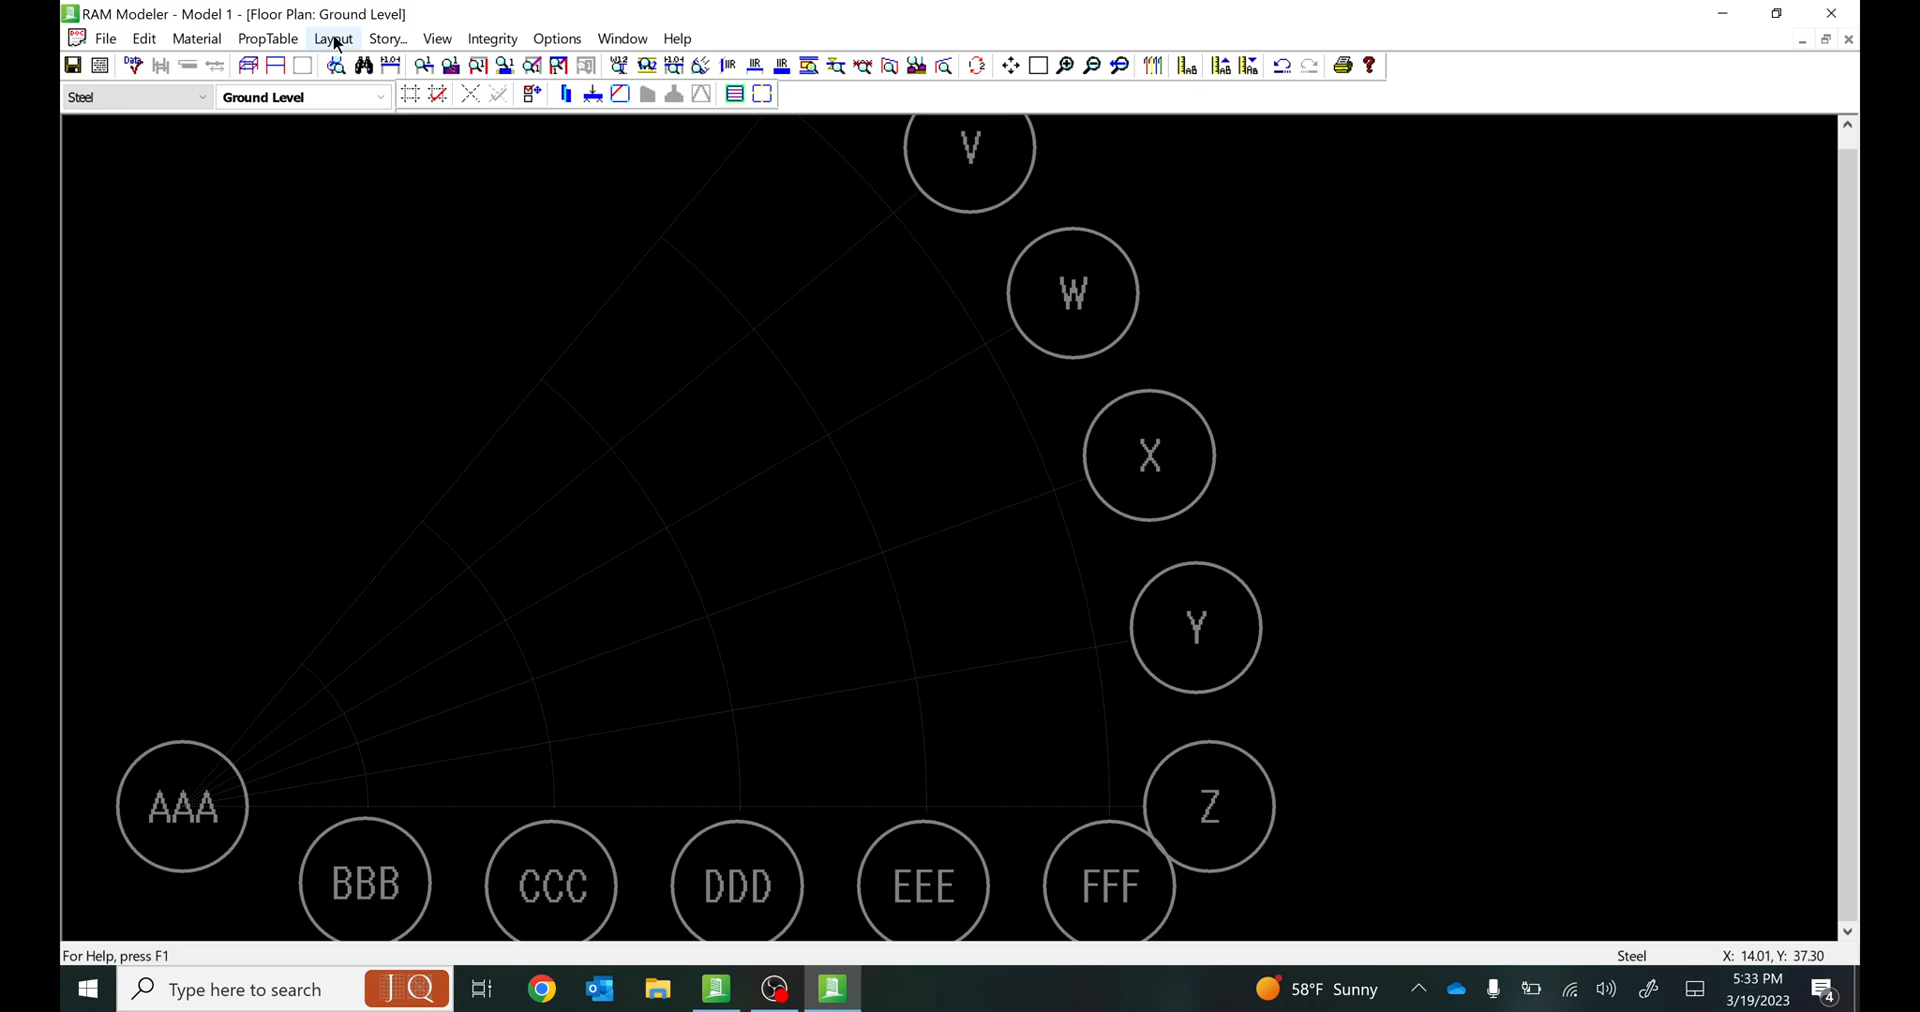 RAM Modeler - Model 1 - [Floor Plan: Ground Level]
File Edit Material PropTable Layout Story... View Integrity Options Window Help
Steel Ground Level
V
W
X
Y
AAA Z
BBB CCC DDD EEE FFF
For Help, press F1 Steel X: 14.01, Y: 37.30
Type here to search 58°F Sunny 5:33 PM
3/19/2023 4